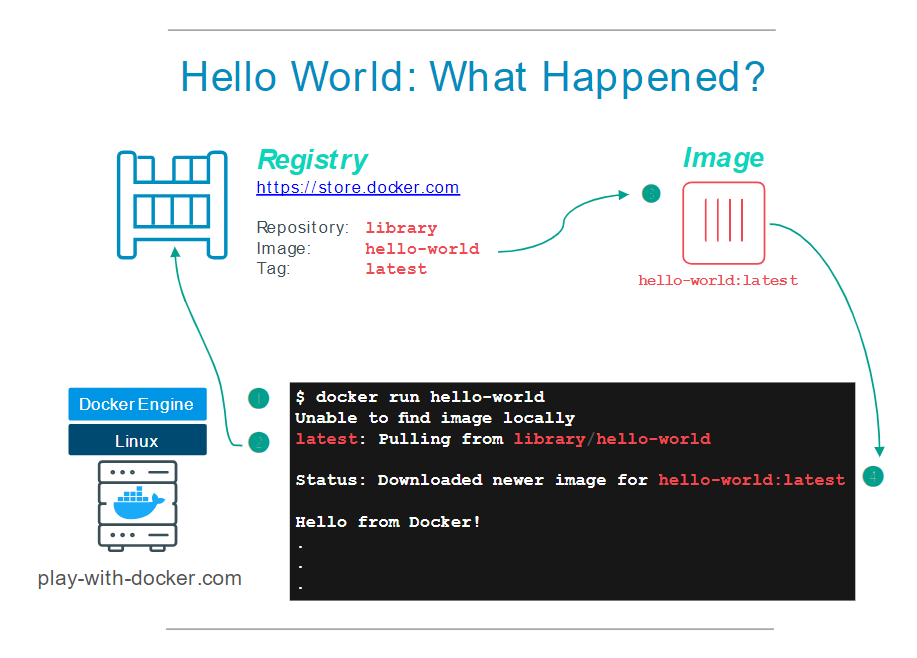 Hello World: What Happened?
Registry
https://store.docker.com
Repository: library
Image: hello-world
Tag: latest
Image
3
hello-world:latest
Docker Engine
Linux
play-with-docker.com
1
2
$ docker run hello-world
Unable to find image locally
latest: Pulling from library/hello-world
Status: Downloaded newer image for hello-world:latest
Hello from Docker!
.
.
.
4